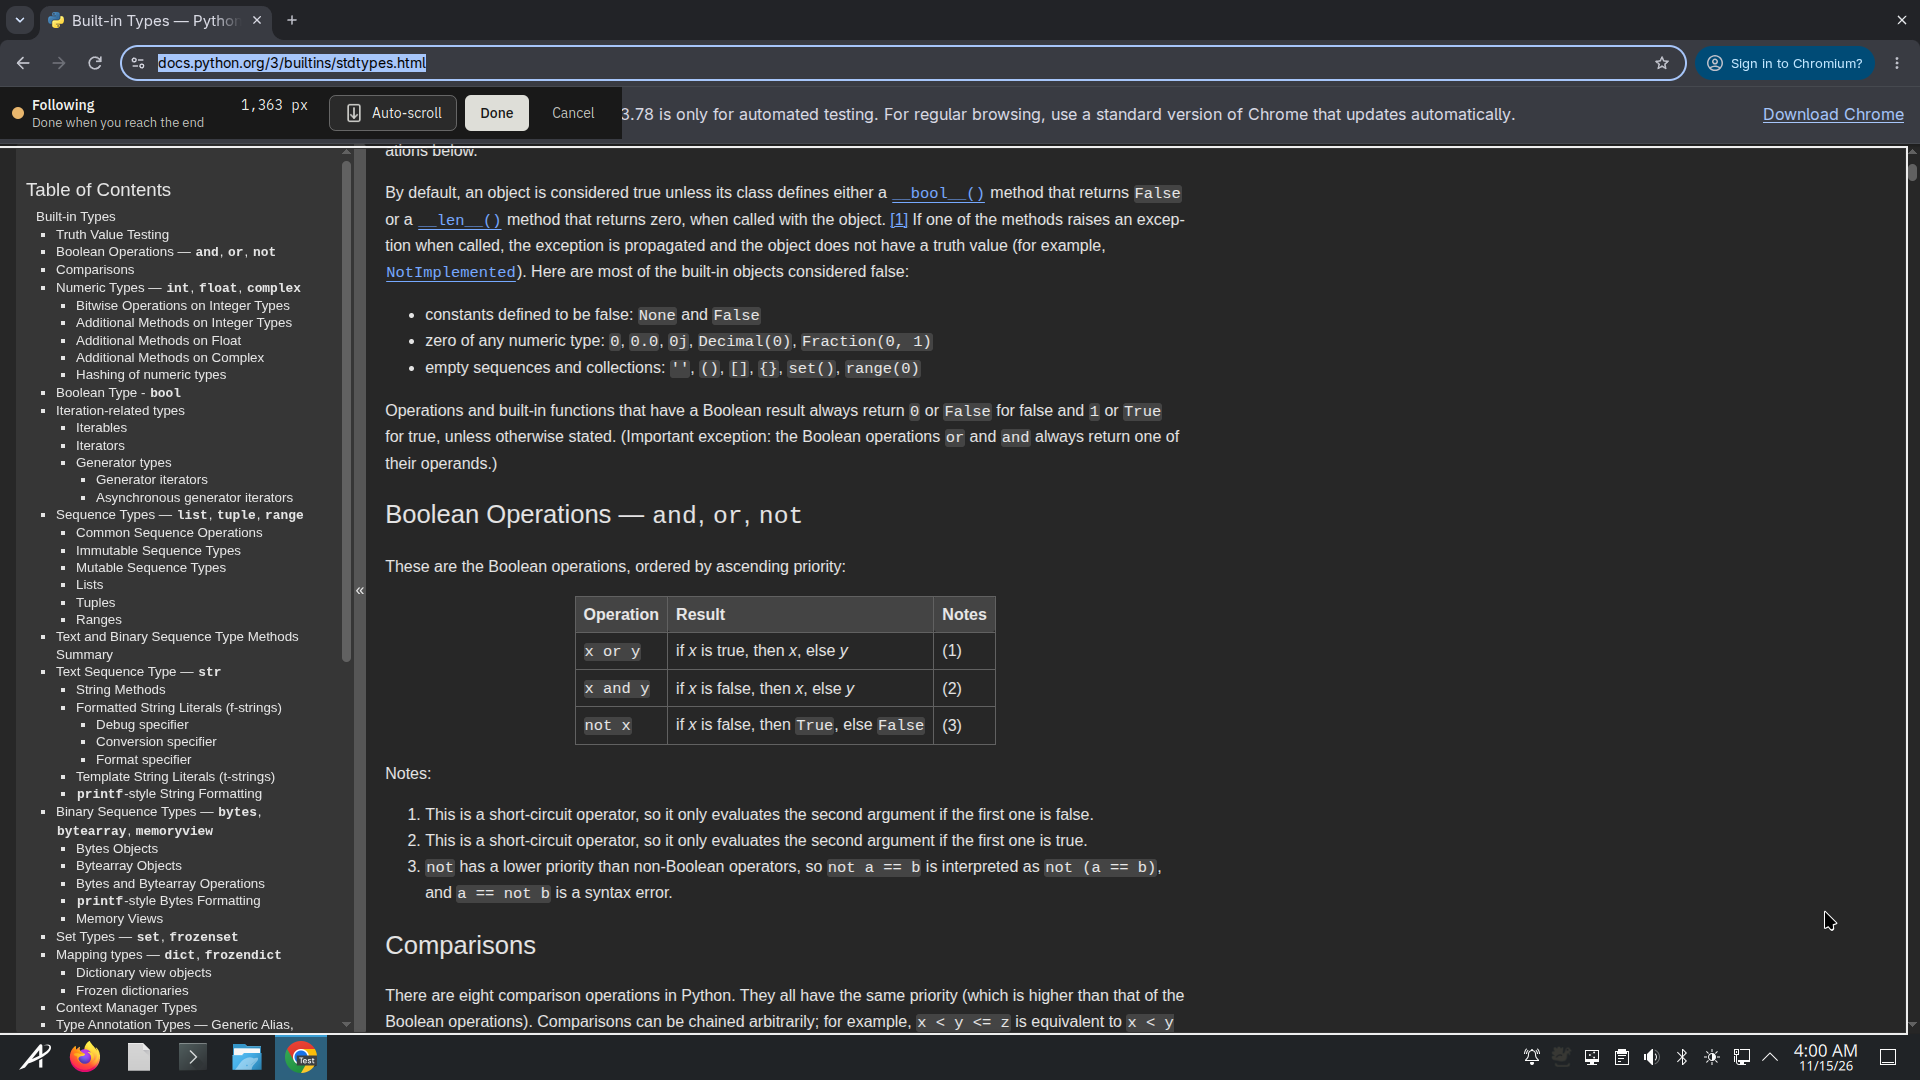 Built-in Types — Python
docs.python.org/3/builtins/stdtypes.html
Sign in to Chromium?
Following
Done when you reach the end
1,363 px
Auto-scroll
Done
Cancel
3.78 is only for automated testing. For regular browsing, use a standard version of Chrome that updates automatically.
Download Chrome
Table of Contents
Built-in Types
Truth Value Testing
Boolean Operations — and, or, not
Comparisons
Numeric Types — int, float, complex
Bitwise Operations on Integer Types
Additional Methods on Integer Types
Additional Methods on Float
Additional Methods on Complex
Hashing of numeric types
Boolean Type - bool
Iteration-related types
Iterables
Iterators
Generator types
Generator iterators
Asynchronous generator iterators
Sequence Types — list, tuple, range
Common Sequence Operations
Immutable Sequence Types
Mutable Sequence Types
Lists
Tuples
Ranges
Text and Binary Sequence Type Methods
Summary
Text Sequence Type — str
String Methods
Formatted String Literals (f-strings)
Debug specifier
Conversion specifier
Format specifier
Template String Literals (t-strings)
printf-style String Formatting
Binary Sequence Types — bytes,
bytearray, memoryview
Bytes Objects
Bytearray Objects
Bytes and Bytearray Operations
printf-style Bytes Formatting
Memory Views
Set Types — set, frozenset
Mapping types — dict, frozendict
Dictionary view objects
Frozen dictionaries
Context Manager Types
Type Annotation Types — Generic Alias,
«
ations below.
By default, an object is considered true unless its class defines either a __bool__() method that returns False
or a __len__() method that returns zero, when called with the object. [1] If one of the methods raises an excep-
tion when called, the exception is propagated and the object does not have a truth value (for example,
NotImplemented). Here are most of the built-in objects considered false:
• constants defined to be false: None and False
• zero of any numeric type: 0, 0.0, 0j, Decimal(0), Fraction(0, 1)
• empty sequences and collections: '', (), [], {}, set(), range(0)
Operations and built-in functions that have a Boolean result always return 0 or False for false and 1 or True
for true, unless otherwise stated. (Important exception: the Boolean operations or and and always return one of
their operands.)
Boolean Operations — and, or, not
These are the Boolean operations, ordered by ascending priority:
Operation Result Notes
x or y if x is true, then x, else y (1)
x and y if x is false, then x, else y (2)
not x if x is false, then True, else False (3)
Notes:
1. This is a short-circuit operator, so it only evaluates the second argument if the first one is false.
2. This is a short-circuit operator, so it only evaluates the second argument if the first one is true.
3. not has a lower priority than non-Boolean operators, so not a == b is interpreted as not (a == b),
and a == not b is a syntax error.
Comparisons
There are eight comparison operations in Python. They all have the same priority (which is higher than that of the
Boolean operations). Comparisons can be chained arbitrarily; for example, x < y <= z is equivalent to x < y
Test
4:00 AM
11/15/26